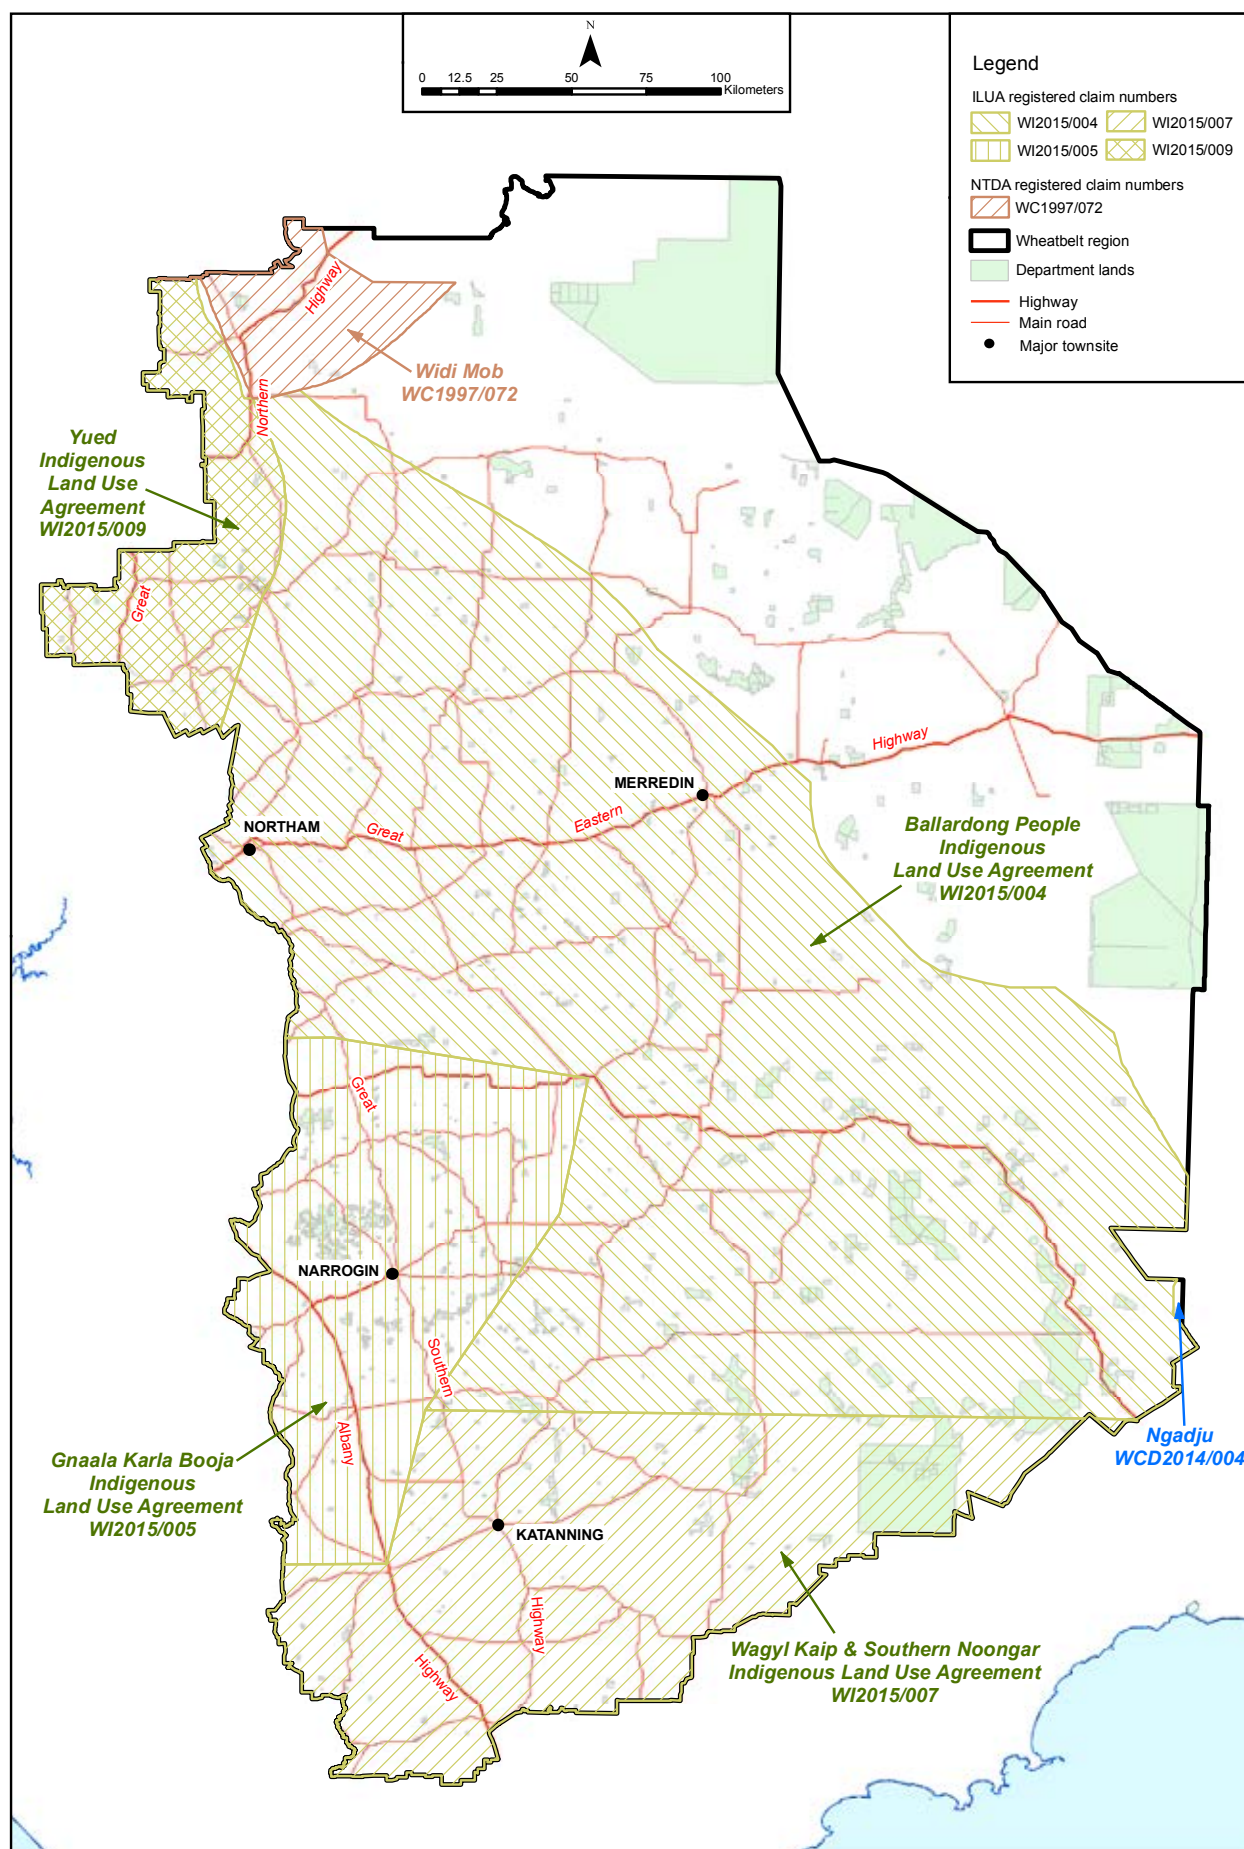 N
0 12.5 25 50 75 100
Kilometers
Legend
ILUA registered claim numbers
WI2015/004 WI2015/007
WI2015/005 WI2015/009
NTDA registered claim numbers
WC1997/072
Wheatbelt region
Department lands
Highway
Main road
Major townsite
Highway
Widi Mob
WC1997/072
Northern
Yued
Indigenous
Land Use
Agreement
WI2015/009
Great
Highway
MERREDIN
NORTHAM
Great
Eastern
Ballardong People
Indigenous
Land Use Agreement
WI2015/004
Great
NARROGIN
Southern
Albany
Ngadju
WCD2014/004
Gnaala Karla Booja
Indigenous
Land Use Agreement
WI2015/005
KATANNING
Highway
Highway
Wagyl Kaip & Southern Noongar
Indigenous Land Use Agreement
WI2015/007